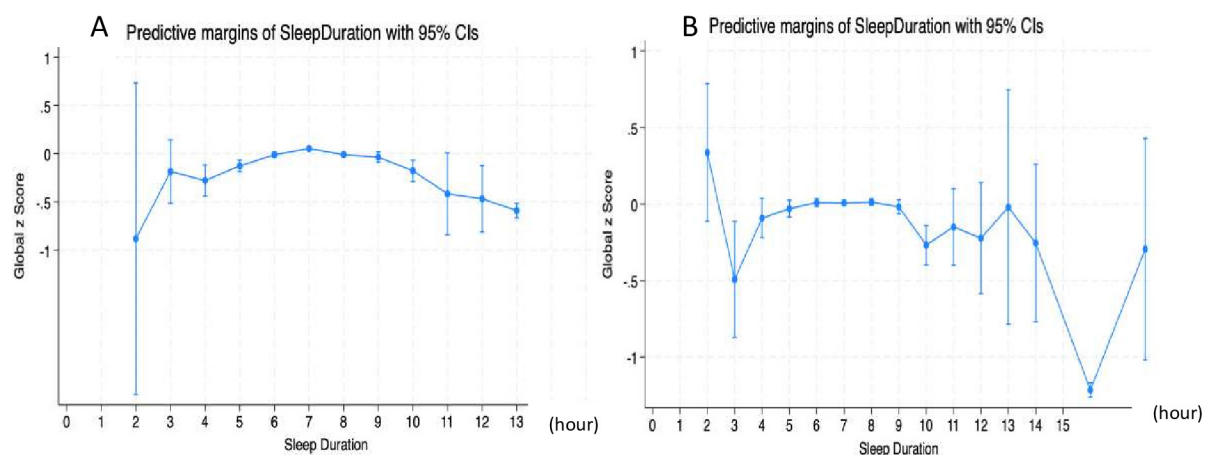 A
Predictive margins of SleepDuration with 95% CIs
1
.5
0
-.5
-1
Global z Score
0 1 2 3 4 5 6 7 8 9 10 11 12 13
(hour)
Sleep Duration
B
Predictive margins of SleepDuration with 95% CIs
1
.5
0
-.5
-1
Global z Score
0 1 2 3 4 5 6 7 8 9 10 11 12 13 14 15
(hour)
Sleep Duration